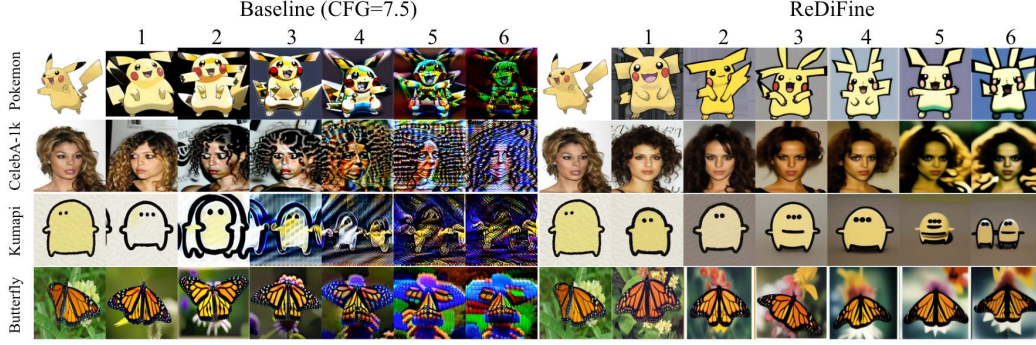 Baseline (CFG=7.5)
ReDiFine
1 2 3 4 5 6
1 2 3 4 5 6
Pokemon
CelebA-1k
Kumapi
Butterfly